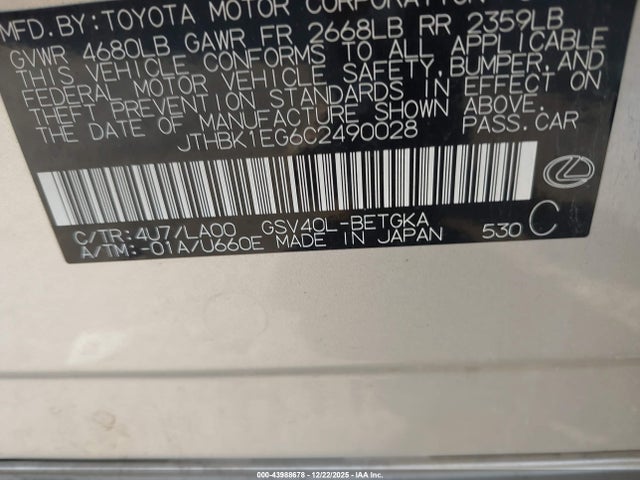 MFD.BY:TOYOTA MOTOR CORPORATION
GVWR 4680LB GAWR FR 2668LB RR 2359LB
THIS VEHICLE CONFORMS TO ALL APPLICABLE
FEDERAL MOTOR VEHICLE SAFETY,BUMPER,AND
THEFT PREVENTION STANDARDS IN EFFECT ON
THE DATE OF MANUFACTURE SHOWN ABOVE.
JTHBK1EG6C2490028 PASS.CAR
C/TR:4U7/LA00 GSV40L-BETGKA
A/TM:-01A/U660E MADE IN JAPAN 530 C
000-43988678 - 12/22/2025 - IAA Inc.